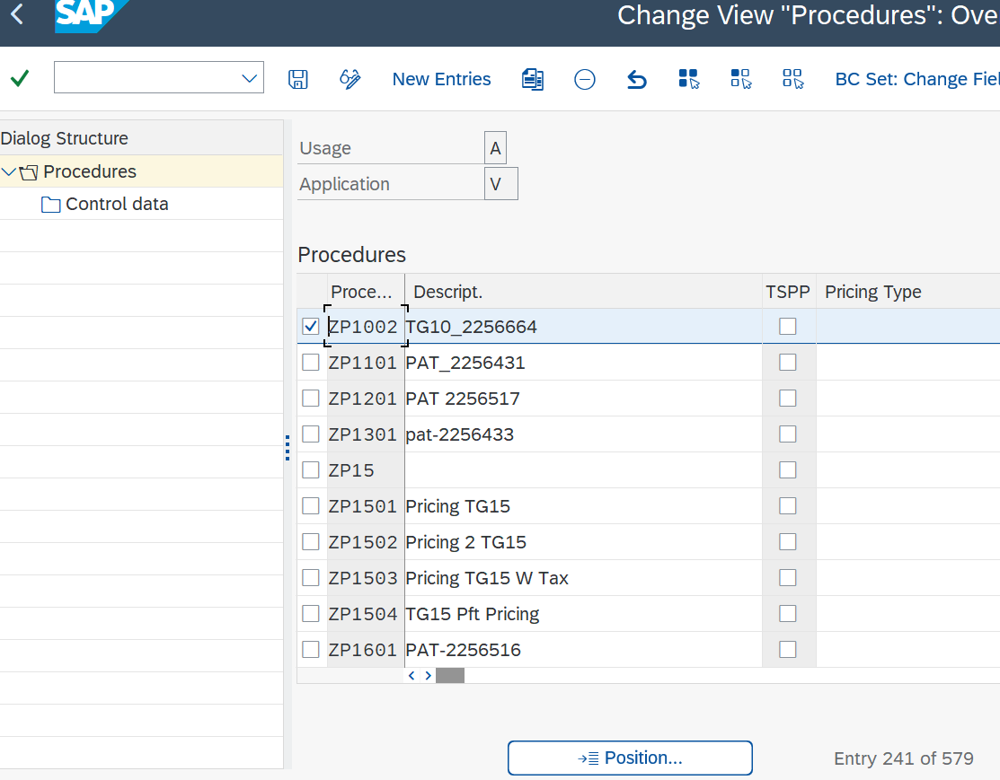 SAP
Change View "Procedures": Ove
New Entries
BC Set: Change Fiel
Dialog Structure
Procedures
Control data
Usage A
Application V
Procedures
Proce... Descript. TSPP Pricing Type
ZP1002 TG10_2256664
ZP1101 PAT_2256431
ZP1201 PAT 2256517
ZP1301 pat-2256433
ZP15
ZP1501 Pricing TG15
ZP1502 Pricing 2 TG15
ZP1503 Pricing TG15 W Tax
ZP1504 TG15 Pft Pricing
ZP1601 PAT-2256516
Position...
Entry 241 of 579